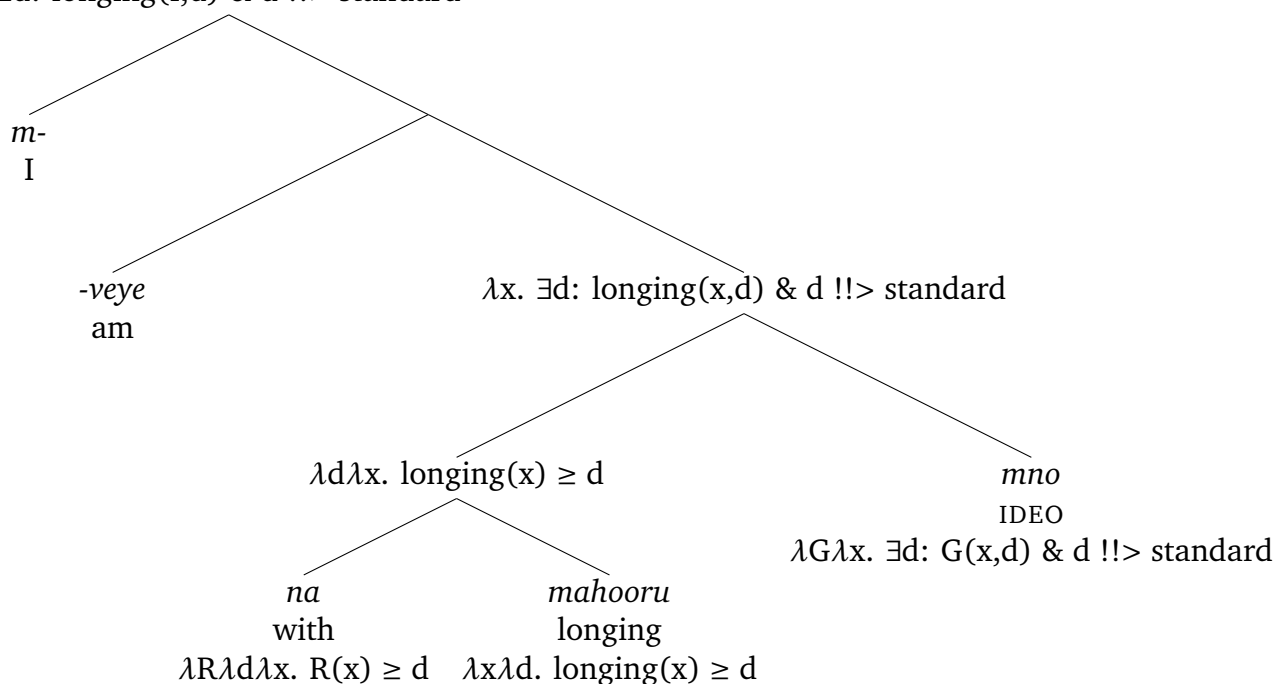 ∃d: longing(I,d) & d !!> standard
m-
I
-veye
am
λx. ∃d: longing(x,d) & d !!> standard
λdλx. longing(x) ≥ d
mno
IDEO
λGλx. ∃d: G(x,d) & d !!> standard
na
with
λRλdλx. R(x) ≥ d
mahooru
longing
λxλd. longing(x) ≥ d